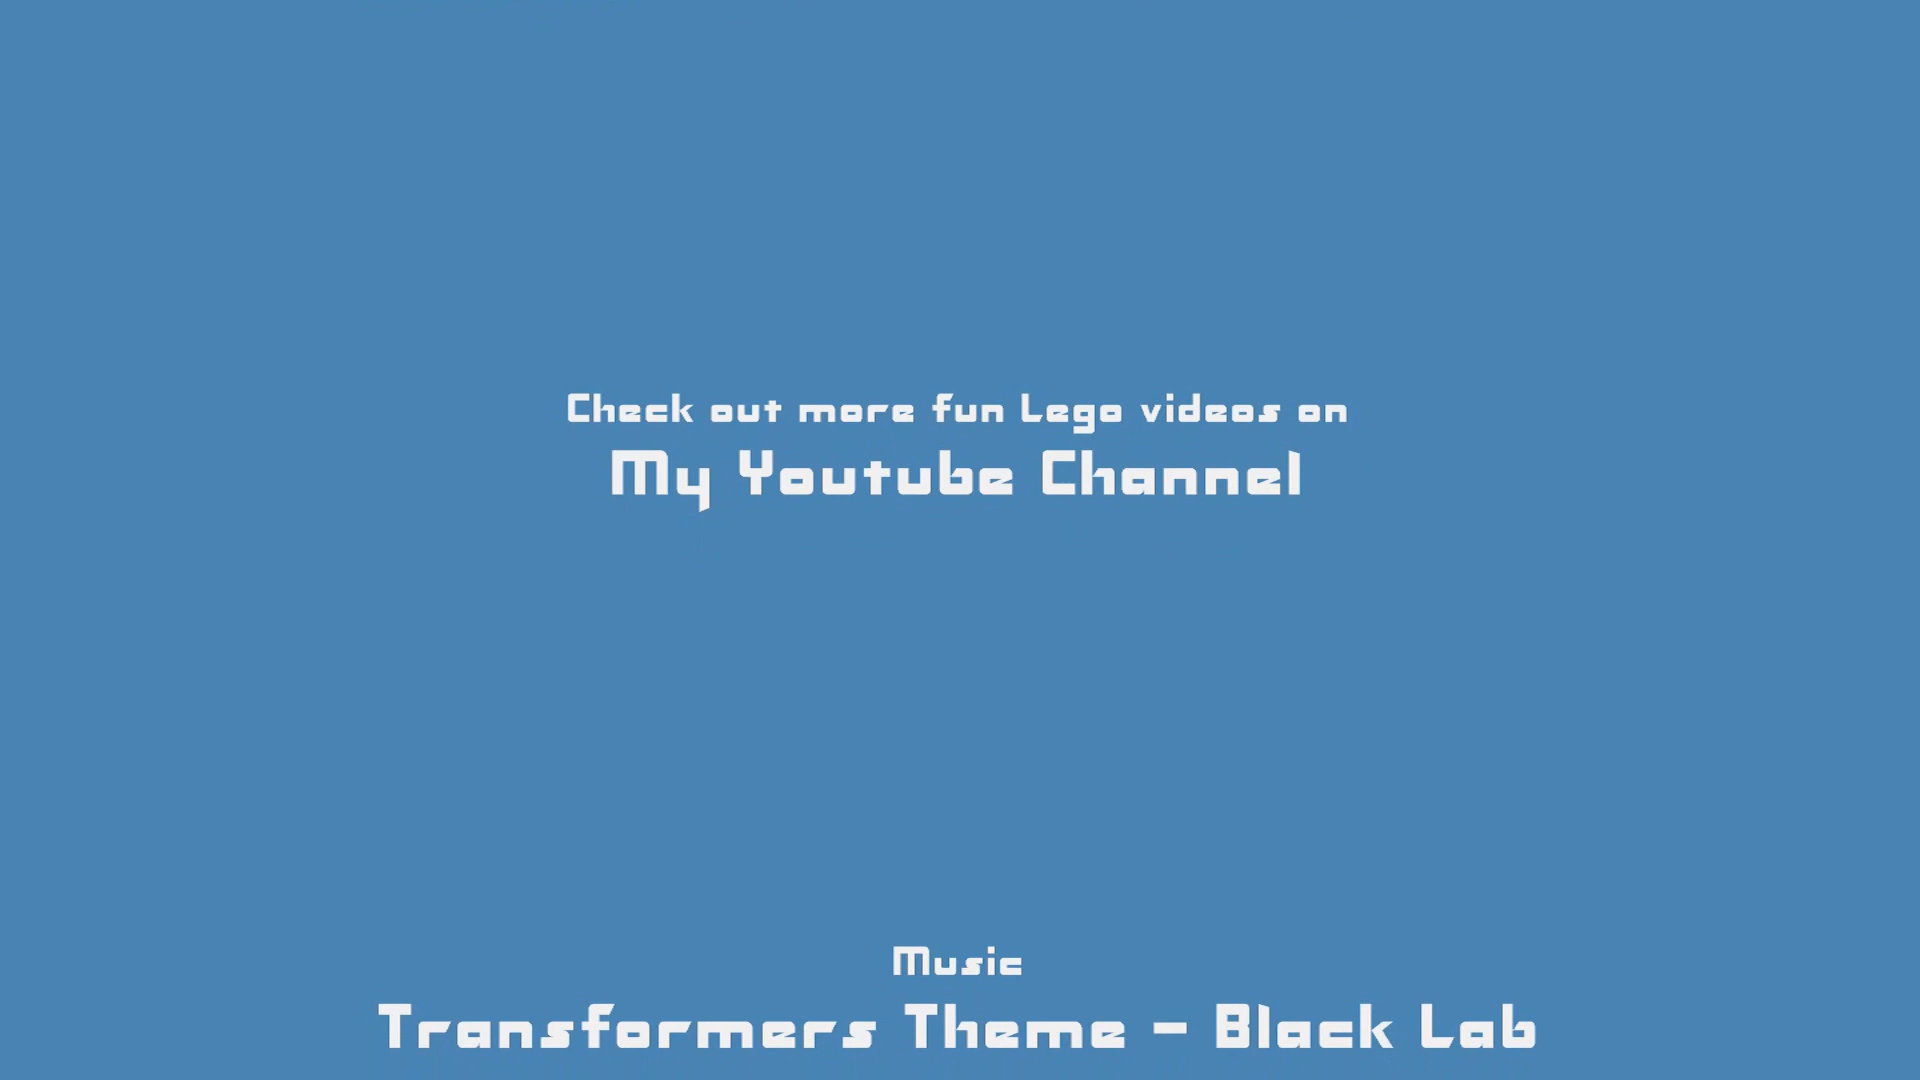 Check out more fun Lego videos on
My Youtube Channel
Music
Transformers Theme - Black Lab